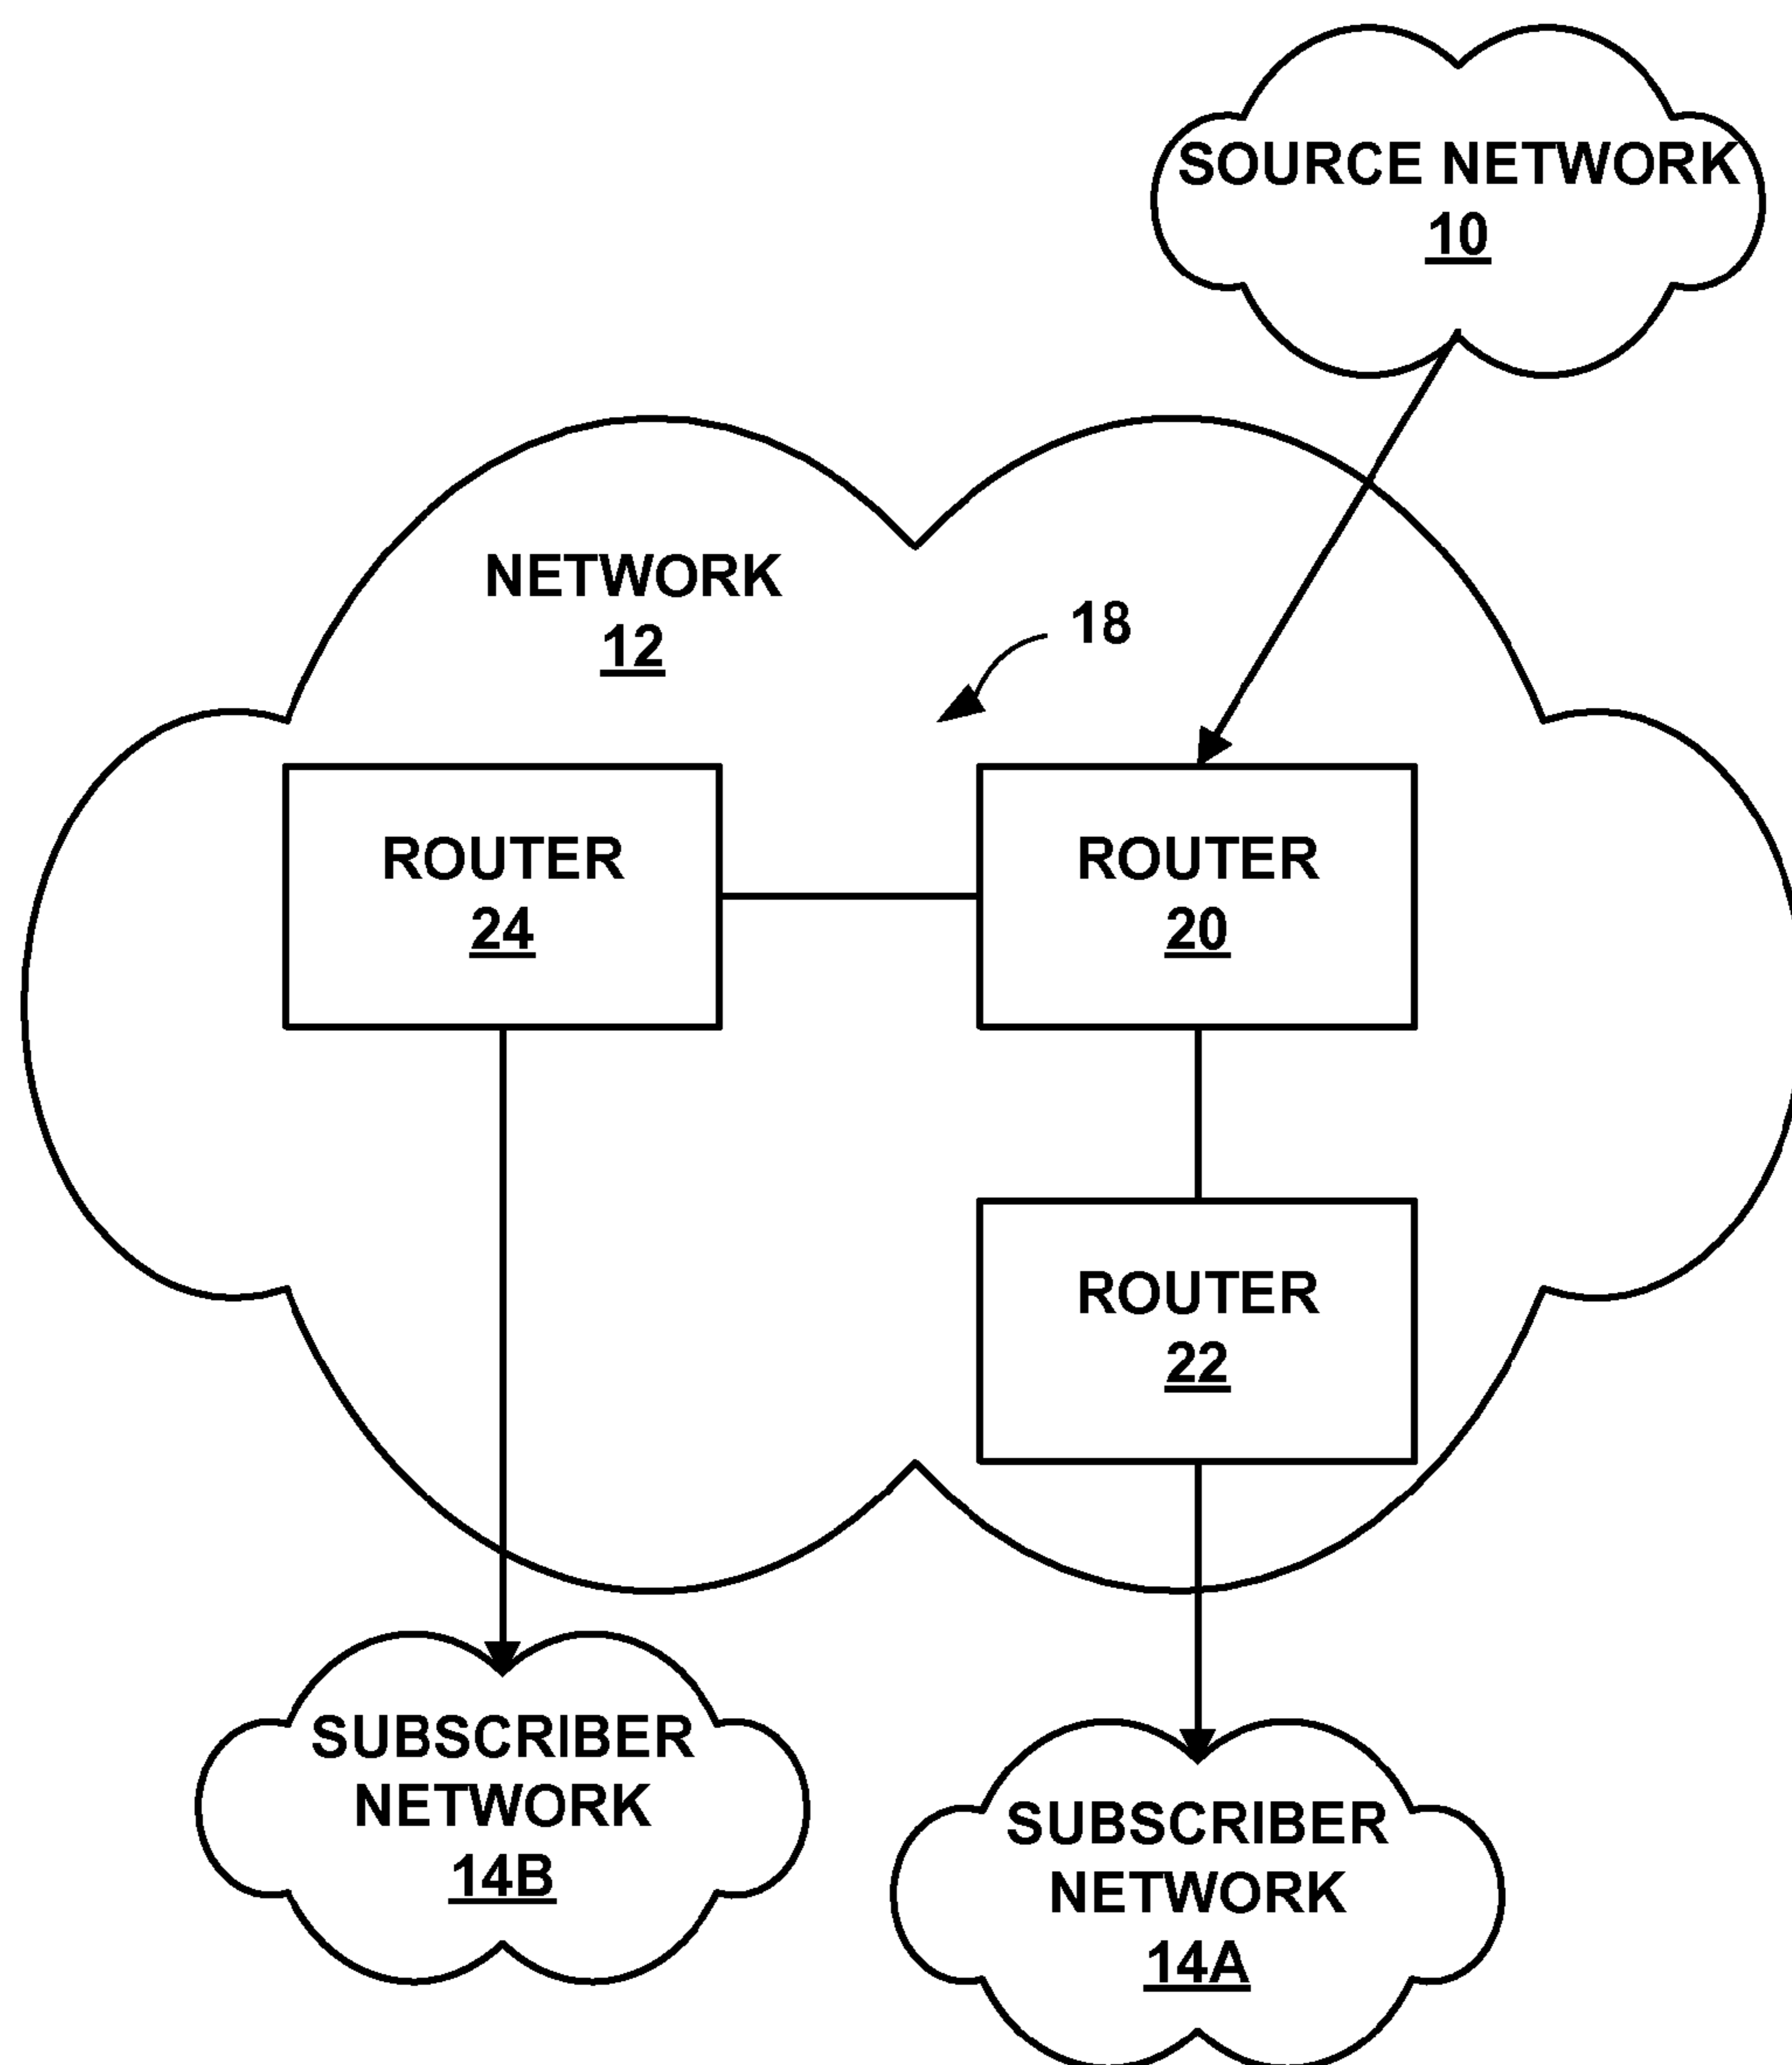 SOURCE NETWORK
10
NETWORK
12
18
ROUTER
24
ROUTER
20
ROUTER
22
SUBSCRIBER
NETWORK
14B
SUBSCRIBER
NETWORK
14A